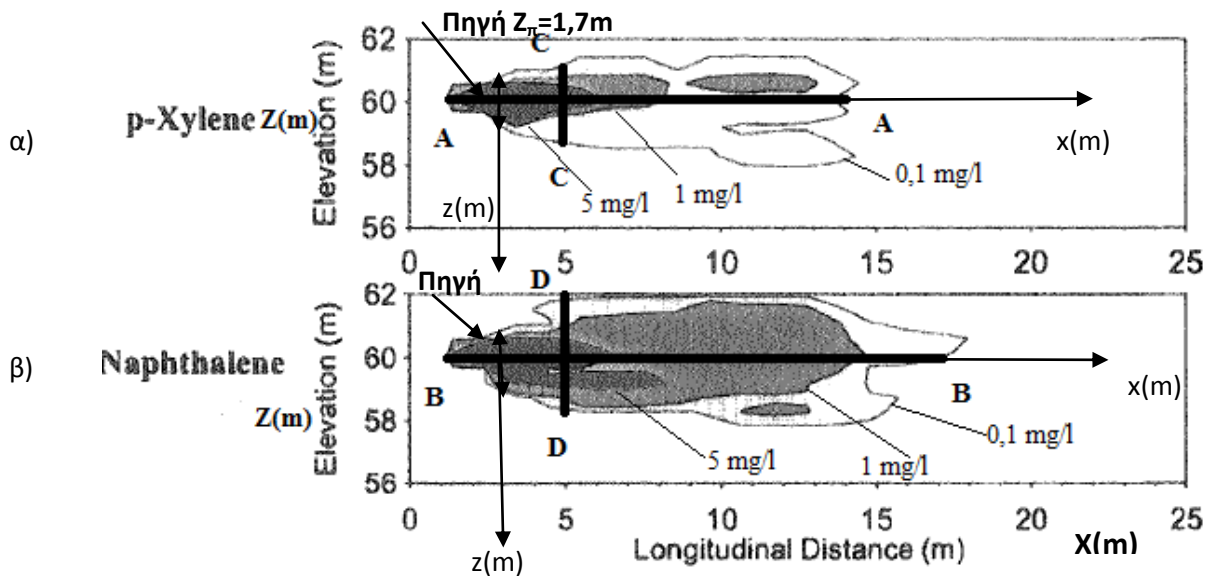 α)
p-Xylene Z(m)
Elevation (m)
62
60
58
56
Πηγή Zπ=1,7m
C
A
A
C
x(m)
0,1 mg/l
1 mg/l
5 mg/l
z(m)
0 5 10 15 20 25
β)
Naphthalene
Z(m)
Elevation (m)
62
60
58
56
Πηγή
D
B
B
D
x(m)
0,1 mg/l
5 mg/l
1 mg/l
0 5 10 15 20 25
z(m)
Longitudinal Distance (m)
X(m)